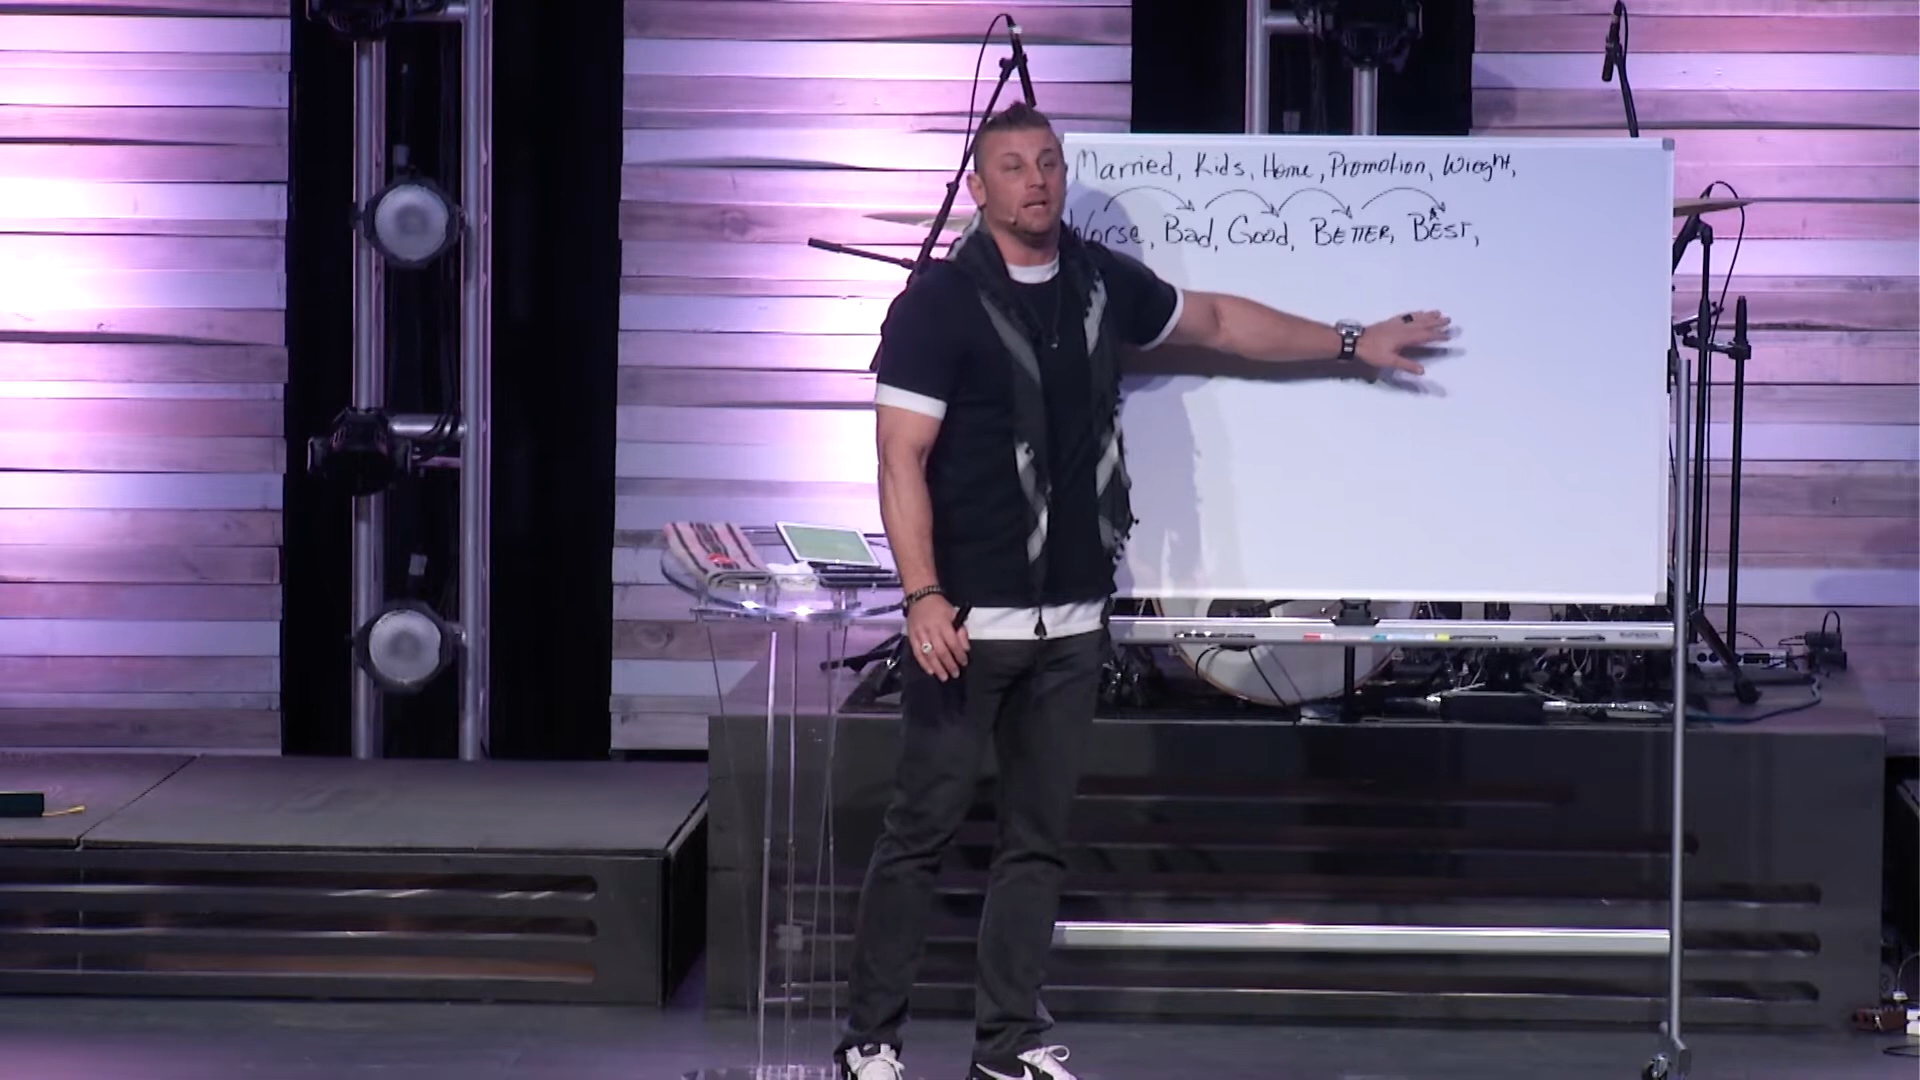 Married, Kids, Home, Promotion, Wieght,
Worse, Bad, Good, BETTER, BEST,